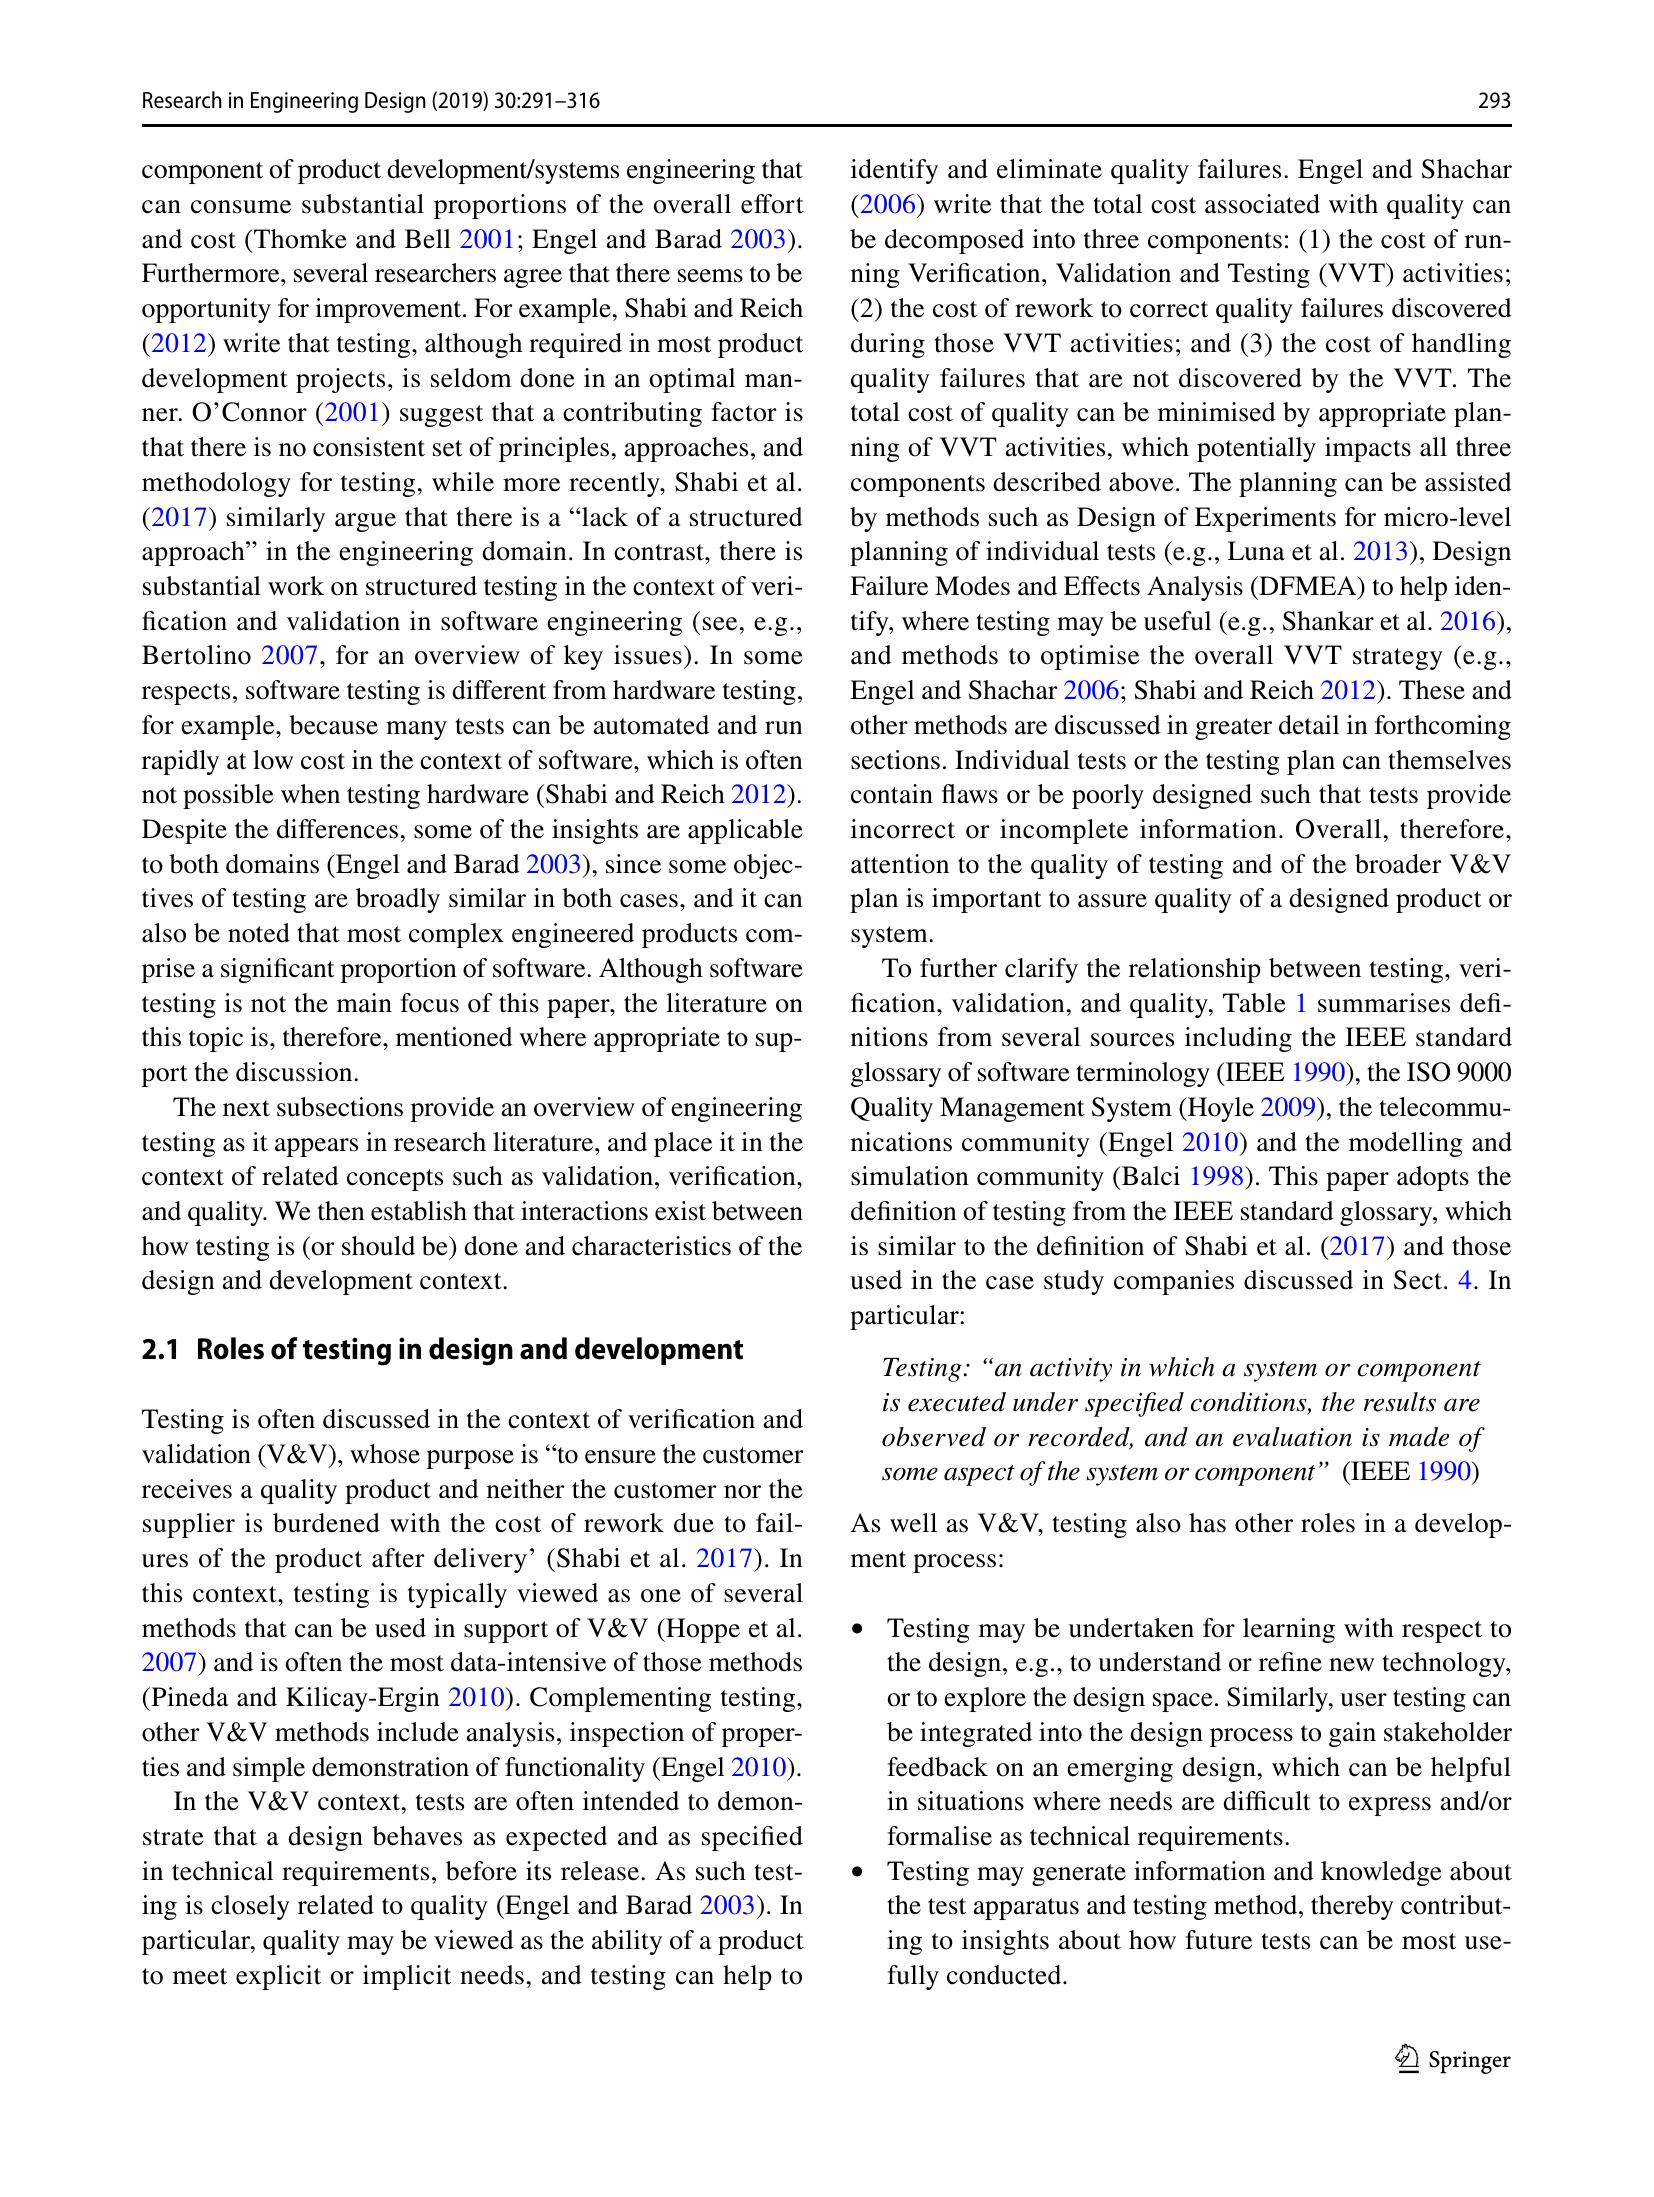 Research in Engineering Design (2019) 30:291–316
293
component of product development/systems engineering that
can consume substantial proportions of the overall effort
and cost (Thomke and Bell 2001; Engel and Barad 2003).
Furthermore, several researchers agree that there seems to be
opportunity for improvement. For example, Shabi and Reich
(2012) write that testing, although required in most product
development projects, is seldom done in an optimal man-
ner. O’Connor (2001) suggest that a contributing factor is
that there is no consistent set of principles, approaches, and
methodology for testing, while more recently, Shabi et al.
(2017) similarly argue that there is a “lack of a structured
approach” in the engineering domain. In contrast, there is
substantial work on structured testing in the context of veri-
fication and validation in software engineering (see, e.g.,
Bertolino 2007, for an overview of key issues). In some
respects, software testing is different from hardware testing,
for example, because many tests can be automated and run
rapidly at low cost in the context of software, which is often
not possible when testing hardware (Shabi and Reich 2012).
Despite the differences, some of the insights are applicable
to both domains (Engel and Barad 2003), since some objec-
tives of testing are broadly similar in both cases, and it can
also be noted that most complex engineered products com-
prise a significant proportion of software. Although software
testing is not the main focus of this paper, the literature on
this topic is, therefore, mentioned where appropriate to sup-
port the discussion.
The next subsections provide an overview of engineering
testing as it appears in research literature, and place it in the
context of related concepts such as validation, verification,
and quality. We then establish that interactions exist between
how testing is (or should be) done and characteristics of the
design and development context.
2.1 Roles of testing in design and development
Testing is often discussed in the context of verification and
validation (V&V), whose purpose is “to ensure the customer
receives a quality product and neither the customer nor the
supplier is burdened with the cost of rework due to fail-
ures of the product after delivery’ (Shabi et al. 2017). In
this context, testing is typically viewed as one of several
methods that can be used in support of V&V (Hoppe et al.
2007) and is often the most data-intensive of those methods
(Pineda and Kilicay-Ergin 2010). Complementing testing,
other V&V methods include analysis, inspection of proper-
ties and simple demonstration of functionality (Engel 2010).
In the V&V context, tests are often intended to demon-
strate that a design behaves as expected and as specified
in technical requirements, before its release. As such test-
ing is closely related to quality (Engel and Barad 2003). In
particular, quality may be viewed as the ability of a product
to meet explicit or implicit needs, and testing can help to
identify and eliminate quality failures. Engel and Shachar
(2006) write that the total cost associated with quality can
be decomposed into three components: (1) the cost of run-
ning Verification, Validation and Testing (VVT) activities;
(2) the cost of rework to correct quality failures discovered
during those VVT activities; and (3) the cost of handling
quality failures that are not discovered by the VVT. The
total cost of quality can be minimised by appropriate plan-
ning of VVT activities, which potentially impacts all three
components described above. The planning can be assisted
by methods such as Design of Experiments for micro-level
planning of individual tests (e.g., Luna et al. 2013), Design
Failure Modes and Effects Analysis (DFMEA) to help iden-
tify, where testing may be useful (e.g., Shankar et al. 2016),
and methods to optimise the overall VVT strategy (e.g.,
Engel and Shachar 2006; Shabi and Reich 2012). These and
other methods are discussed in greater detail in forthcoming
sections. Individual tests or the testing plan can themselves
contain flaws or be poorly designed such that tests provide
incorrect or incomplete information. Overall, therefore,
attention to the quality of testing and of the broader V&V
plan is important to assure quality of a designed product or
system.
To further clarify the relationship between testing, veri-
fication, validation, and quality, Table 1 summarises defi-
nitions from several sources including the IEEE standard
glossary of software terminology (IEEE 1990), the ISO 9000
Quality Management System (Hoyle 2009), the telecommu-
nications community (Engel 2010) and the modelling and
simulation community (Balci 1998). This paper adopts the
definition of testing from the IEEE standard glossary, which
is similar to the definition of Shabi et al. (2017) and those
used in the case study companies discussed in Sect. 4. In
particular:
Testing: “an activity in which a system or component
is executed under specified conditions, the results are
observed or recorded, and an evaluation is made of
some aspect of the system or component” (IEEE 1990)
As well as V&V, testing also has other roles in a develop-
ment process:
• Testing may be undertaken for learning with respect to
the design, e.g., to understand or refine new technology,
or to explore the design space. Similarly, user testing can
be integrated into the design process to gain stakeholder
feedback on an emerging design, which can be helpful
in situations where needs are difficult to express and/or
formalise as technical requirements.
• Testing may generate information and knowledge about
the test apparatus and testing method, thereby contribut-
ing to insights about how future tests can be most use-
fully conducted.
Springer